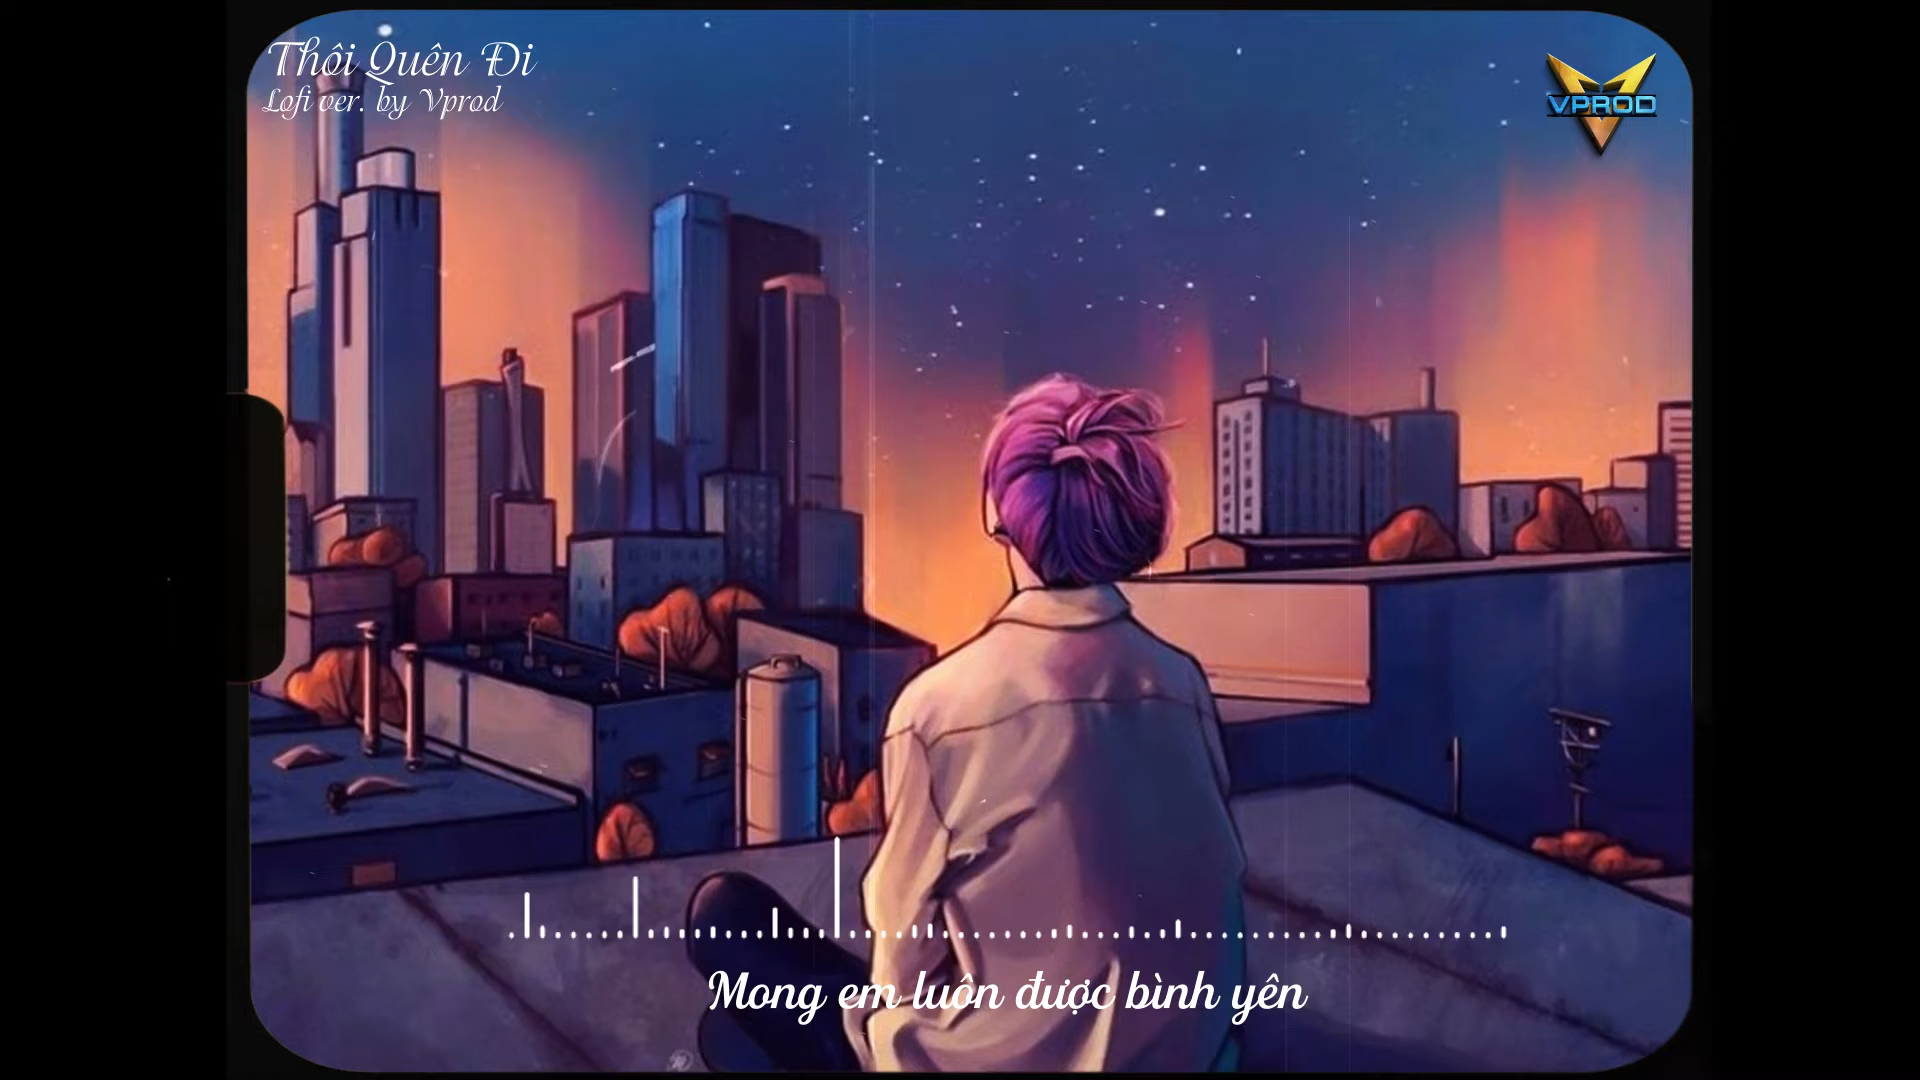 Thôi Quên Đi
Lofi ver. by Vprod
VPROD
Mong em luôn được bình yên